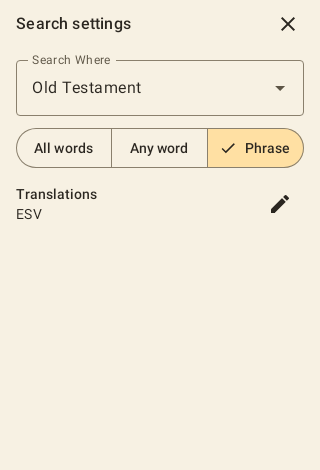 Search settings
Search Where
Old Testament
All words Any word Phrase
Translations
ESV